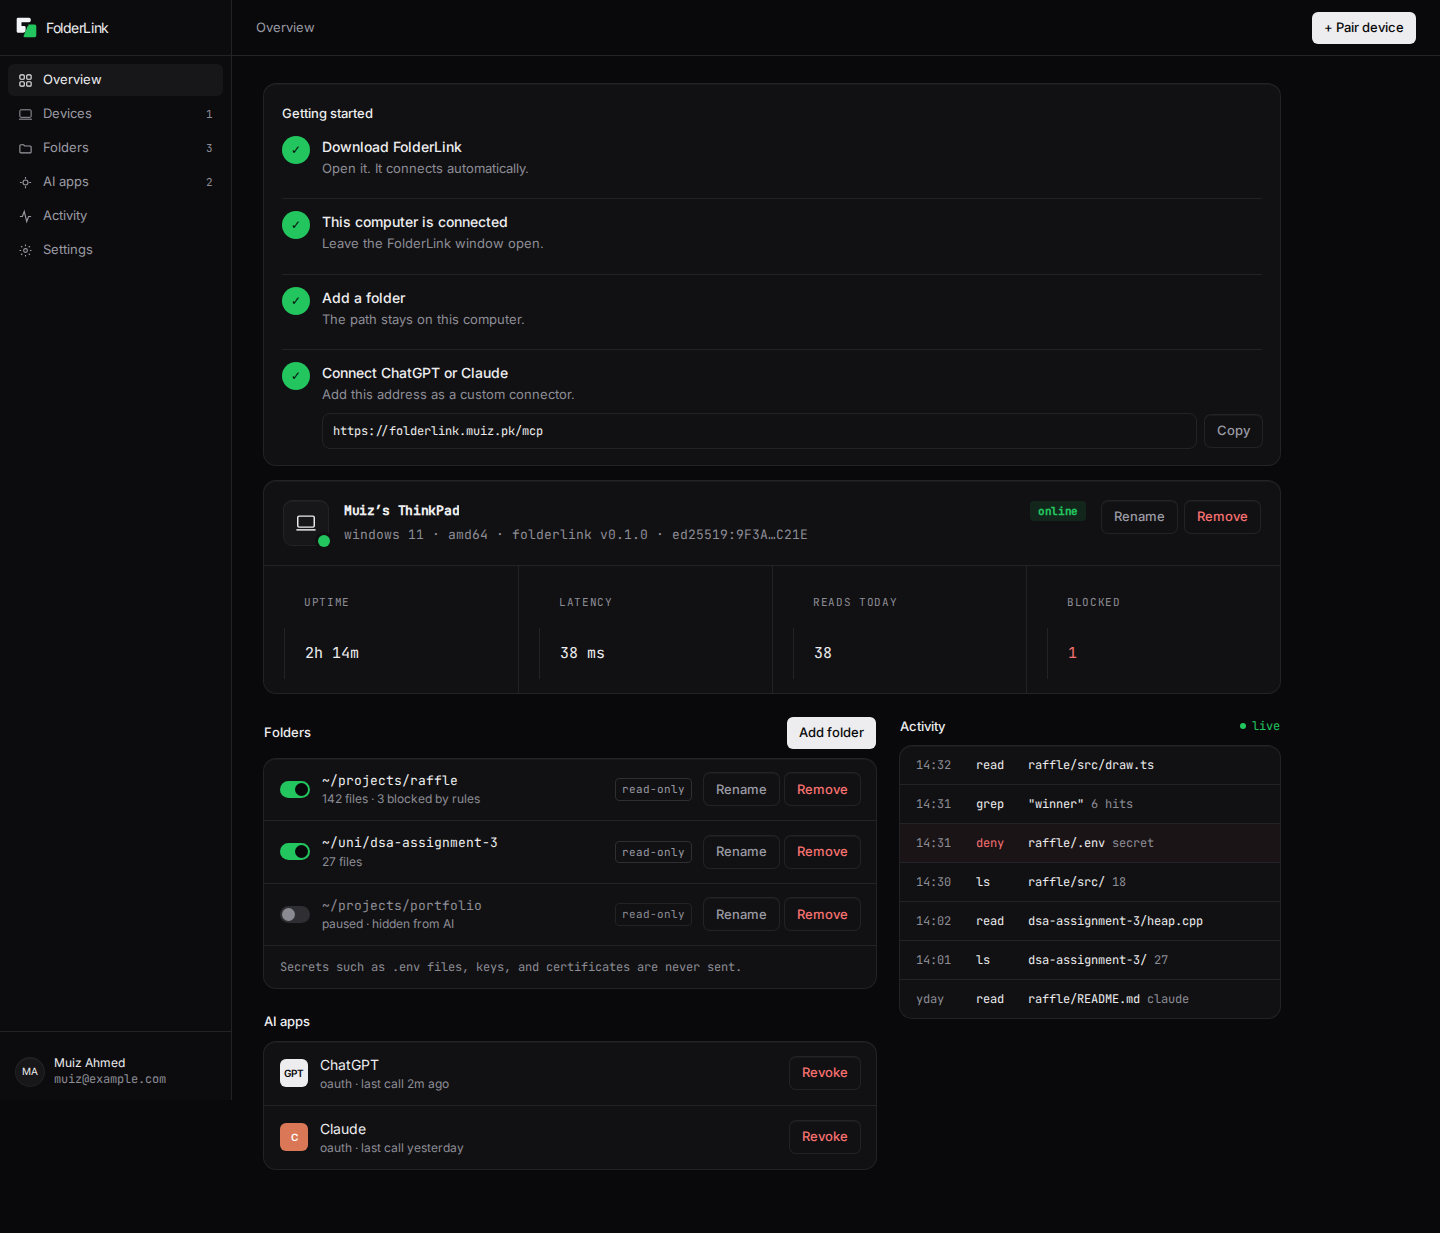 FolderLink
Overview
+ Pair device
Overview
Devices 1
Folders 3
AI apps 2
Activity
Settings
Getting started
✓ Download FolderLink
Open it. It connects automatically.
✓ This computer is connected
Leave the FolderLink window open.
✓ Add a folder
The path stays on this computer.
✓ Connect ChatGPT or Claude
Add this address as a custom connector.
https://folderlink.muiz.pk/mcp Copy
Muiz’s ThinkPad online Rename Remove
windows 11 · amd64 · folderlink v0.1.0 · ed25519:9F3A…C21E
UPTIME LATENCY READS TODAY BLOCKED
2h 14m 38 ms 38 1
Folders Add folder
~/projects/raffle read-only Rename Remove
142 files · 3 blocked by rules
~/uni/dsa-assignment-3 read-only Rename Remove
27 files
~/projects/portfolio read-only Rename Remove
paused · hidden from AI
Secrets such as .env files, keys, and certificates are never sent.
AI apps
GPT ChatGPT Revoke
oauth · last call 2m ago
C Claude Revoke
oauth · last call yesterday
Activity live
14:32 read raffle/src/draw.ts
14:31 grep "winner" 6 hits
14:31 deny raffle/.env secret
14:30 ls raffle/src/ 18
14:02 read dsa-assignment-3/heap.cpp
14:01 ls dsa-assignment-3/ 27
yday read raffle/README.md claude
MA Muiz Ahmed
muiz@example.com